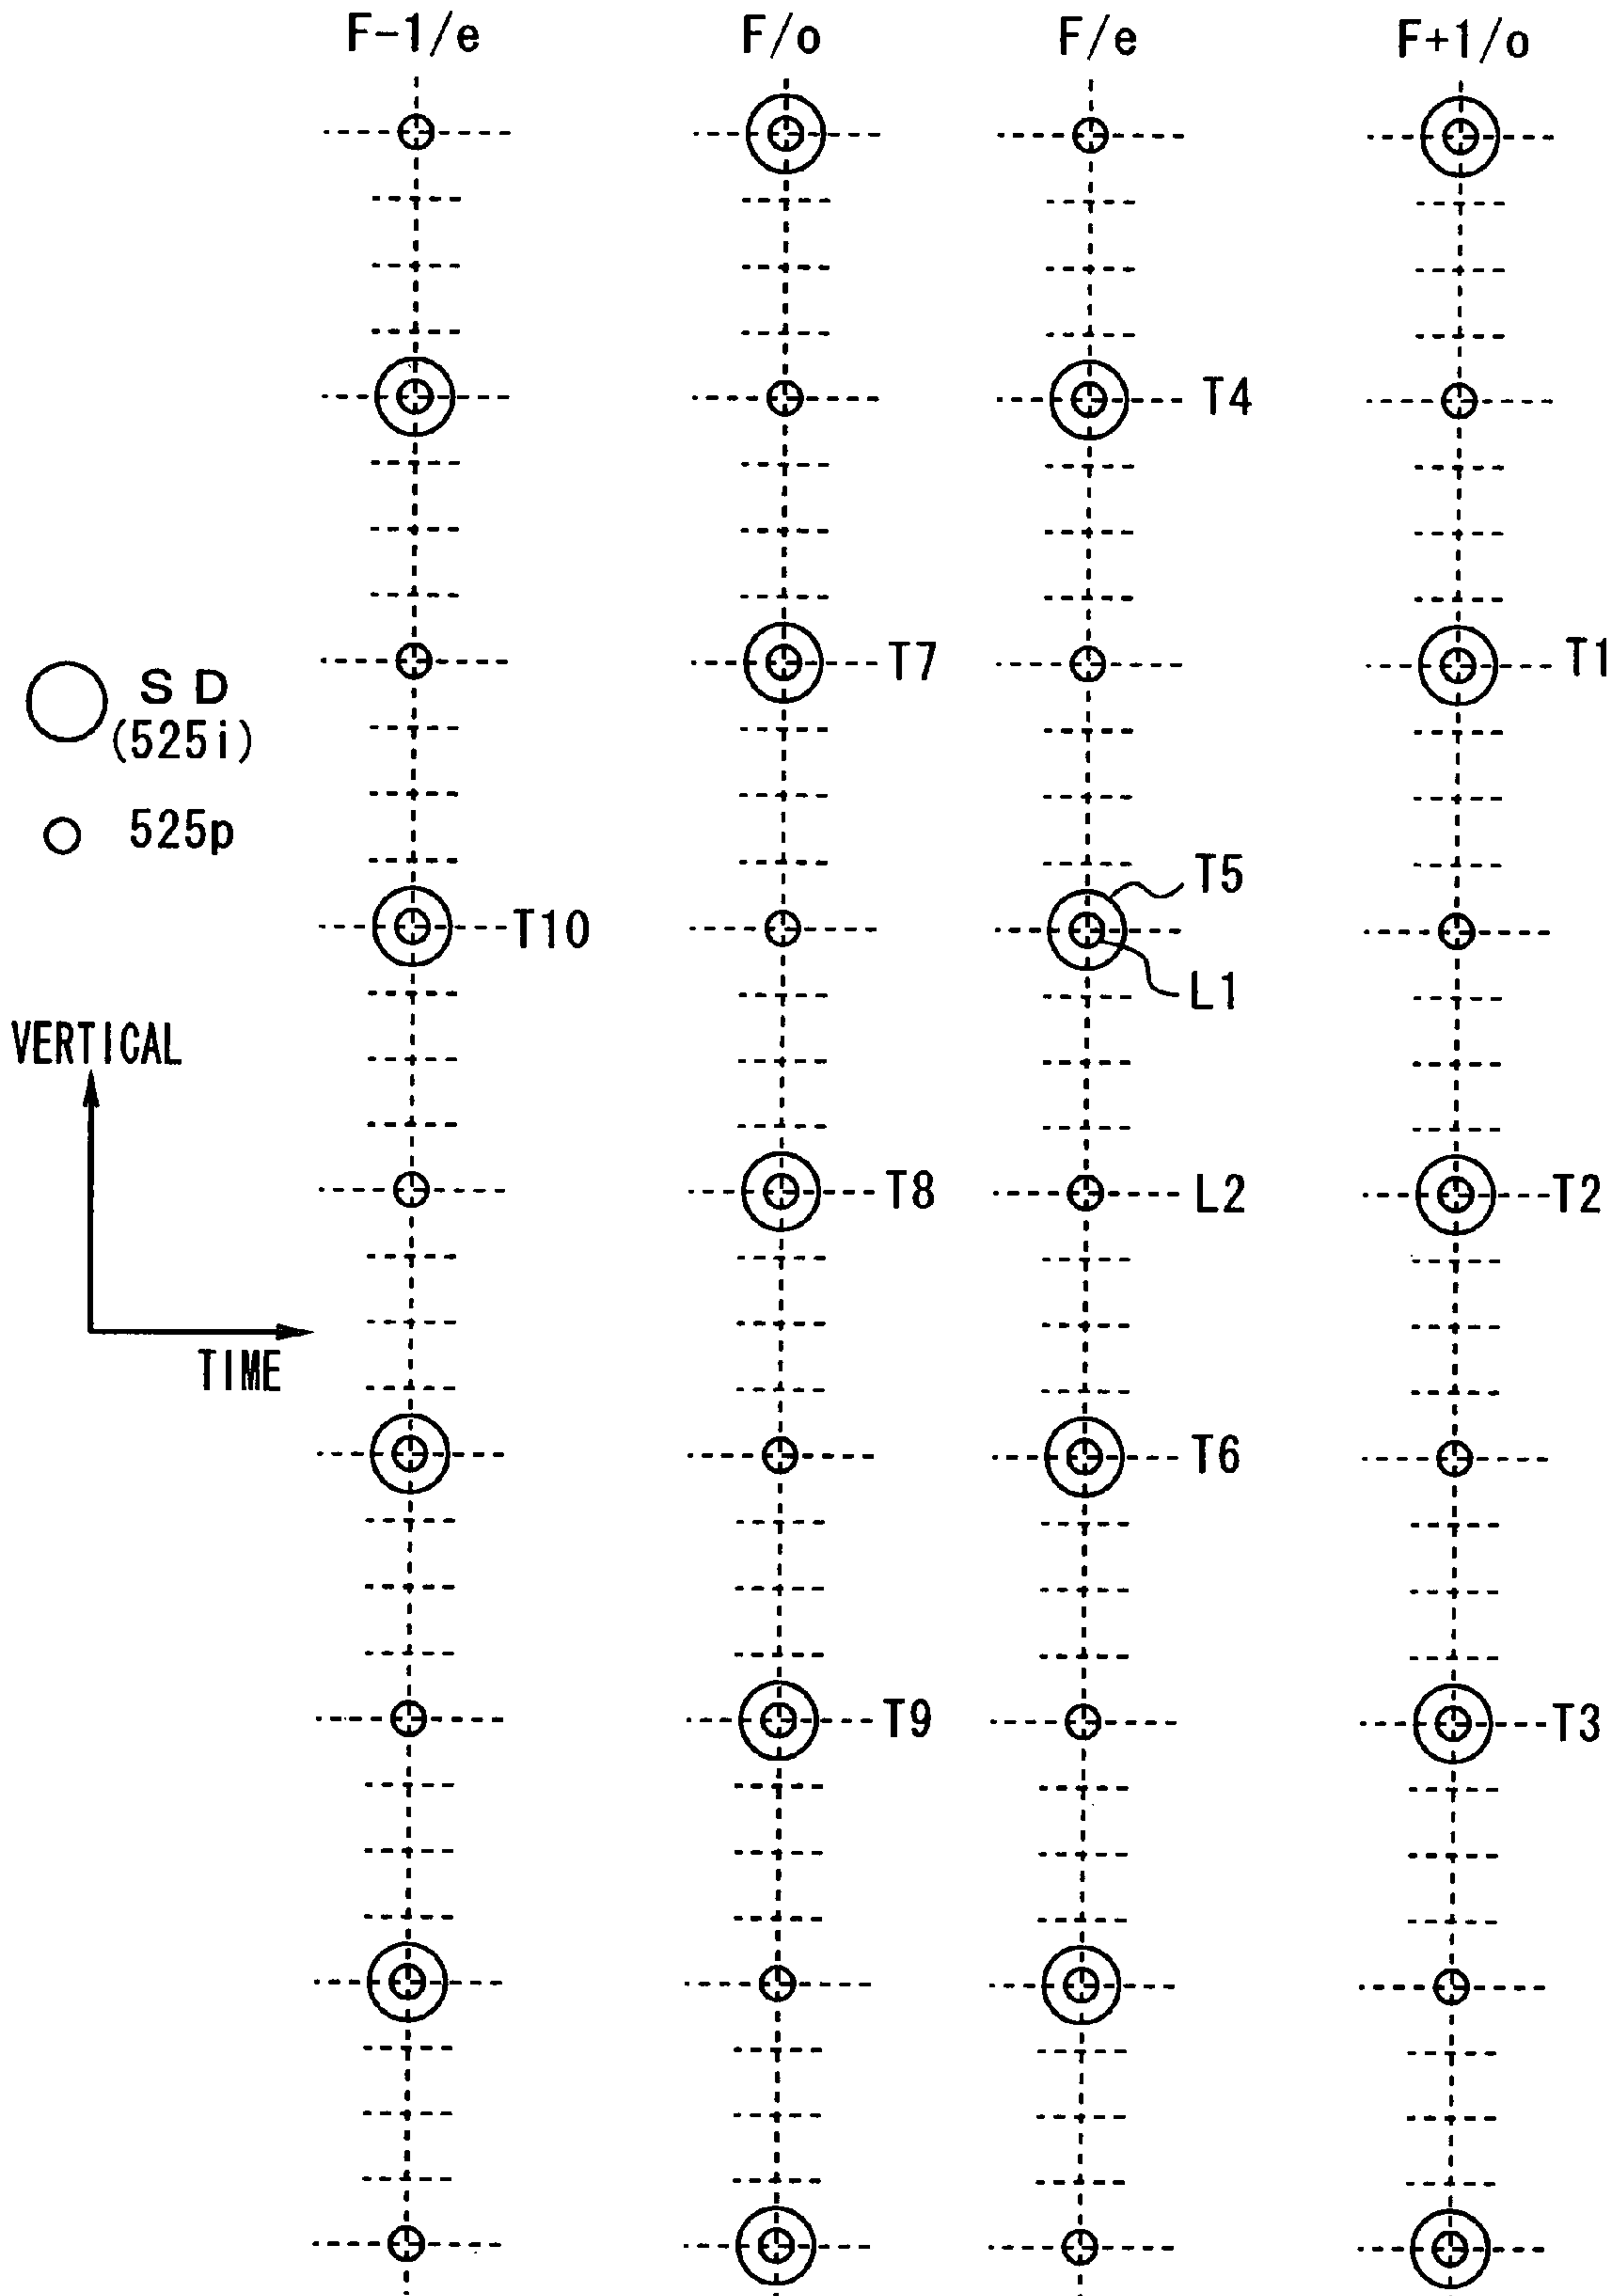 F-1/e F/o F/e F+1/o
T4
T7 T1
SD
(525i)
525p
T5
T10
L1
VERTICAL
T8 L2 T2
TIME
T6
T9 T3